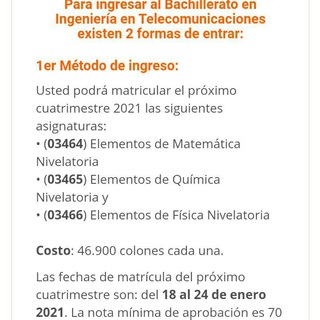 Para ingresar al Bachillerato en
Ingeniería en Telecomunicaciones
existen 2 formas de entrar:
1er Método de ingreso:
Usted podrá matricular el próximo
cuatrimestre 2021 las siguientes
asignaturas:
• (03464) Elementos de Matemática
Nivelatoria
• (03465) Elementos de Química
Nivelatoria y
• (03466) Elementos de Física Nivelatoria
Costo: 46.900 colones cada una.
Las fechas de matrícula del próximo
cuatrimestre son: del 18 al 24 de enero
2021. La nota mínima de aprobación es 70